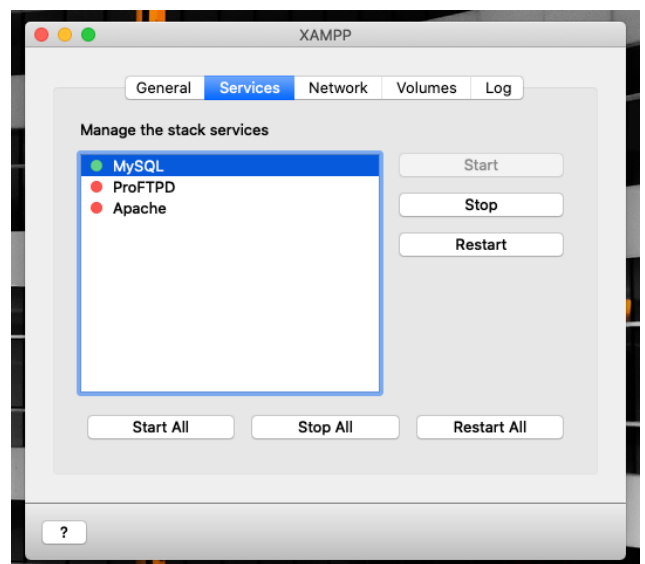 XAMPP
General Services Network Volumes Log
Manage the stack services
MySQL
ProFTPD
Apache
Start
Stop
Restart
Start All Stop All Restart All
?